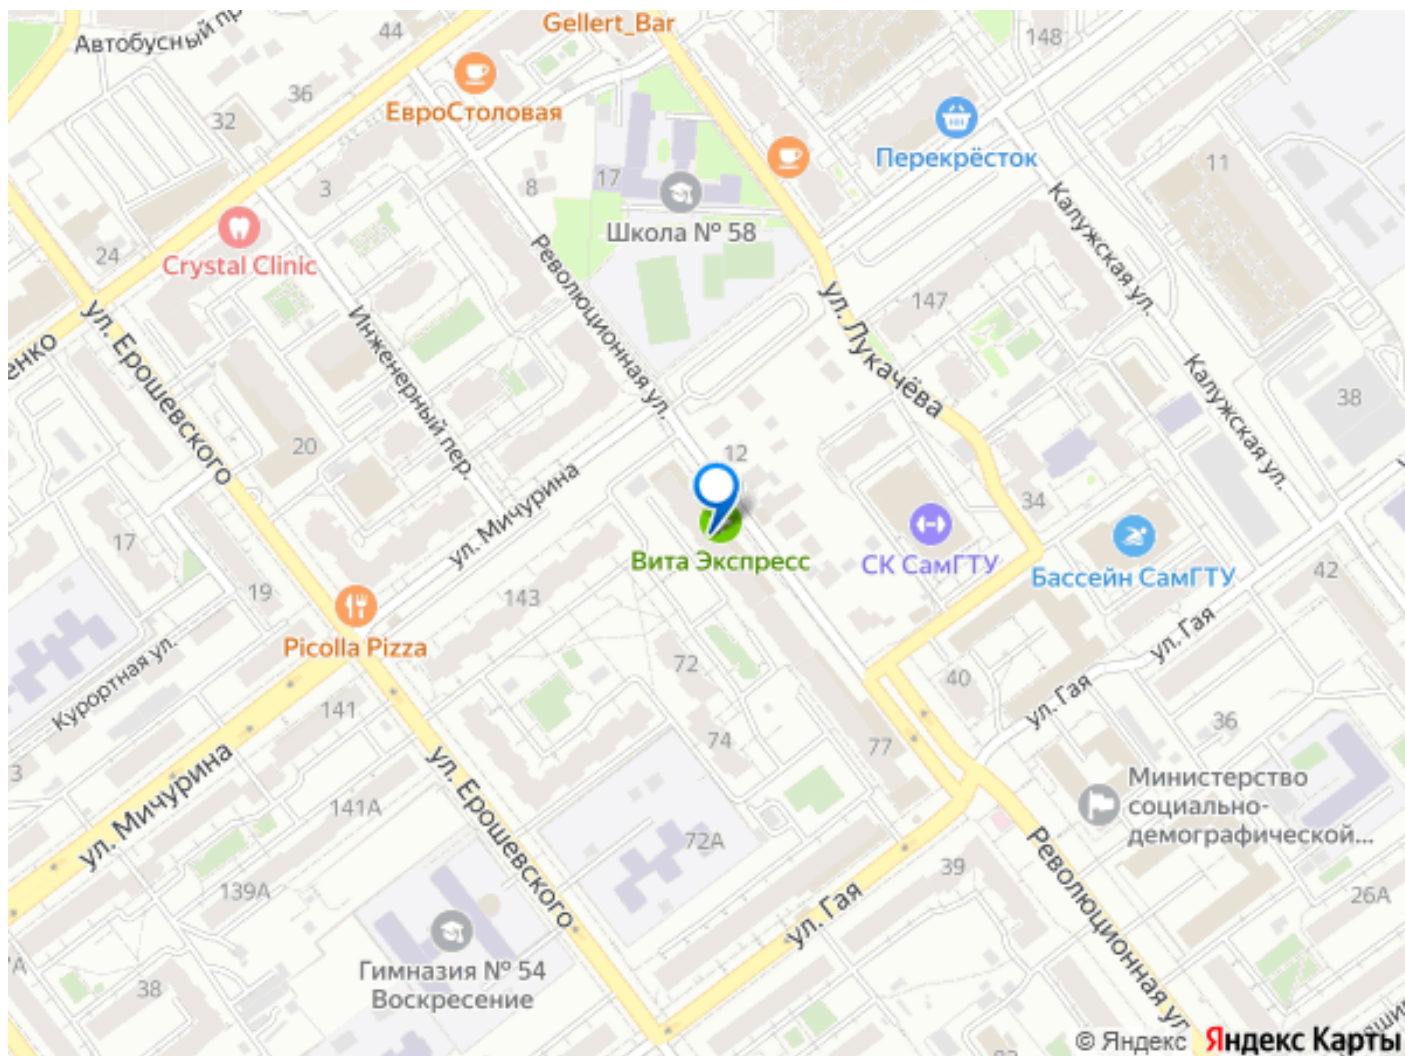 Gellert_Bar
Автобусный пр
44
148
ЕвроСтоловая
36
32
Перекрёсток
11
3
8
17
Школа № 58
Калужская ул.
Crystal Clinic
24
Революционная ул.
147
ул. Лукачёва
Инженерный пер.
енко
ул. Ерошевского
Калужская ул.
38
20
12
ул. Мичурина
34
17
Вита Экспресс
СК СамГТУ
Бассейн СамГТУ
42
19
143
Picolla Pizza
72
ул. Гая
Курортная ул.
40
ул. Гая
141
36
74
77
3
ул. Мичурина
ул. Ерошевского
141А
Министерство
социально-
демографической...
72А
39
Революционная ул
139А
26А
ул. Гая
Гимназия № 54
Воскресение
38
© Яндекс
Яндекс Карты